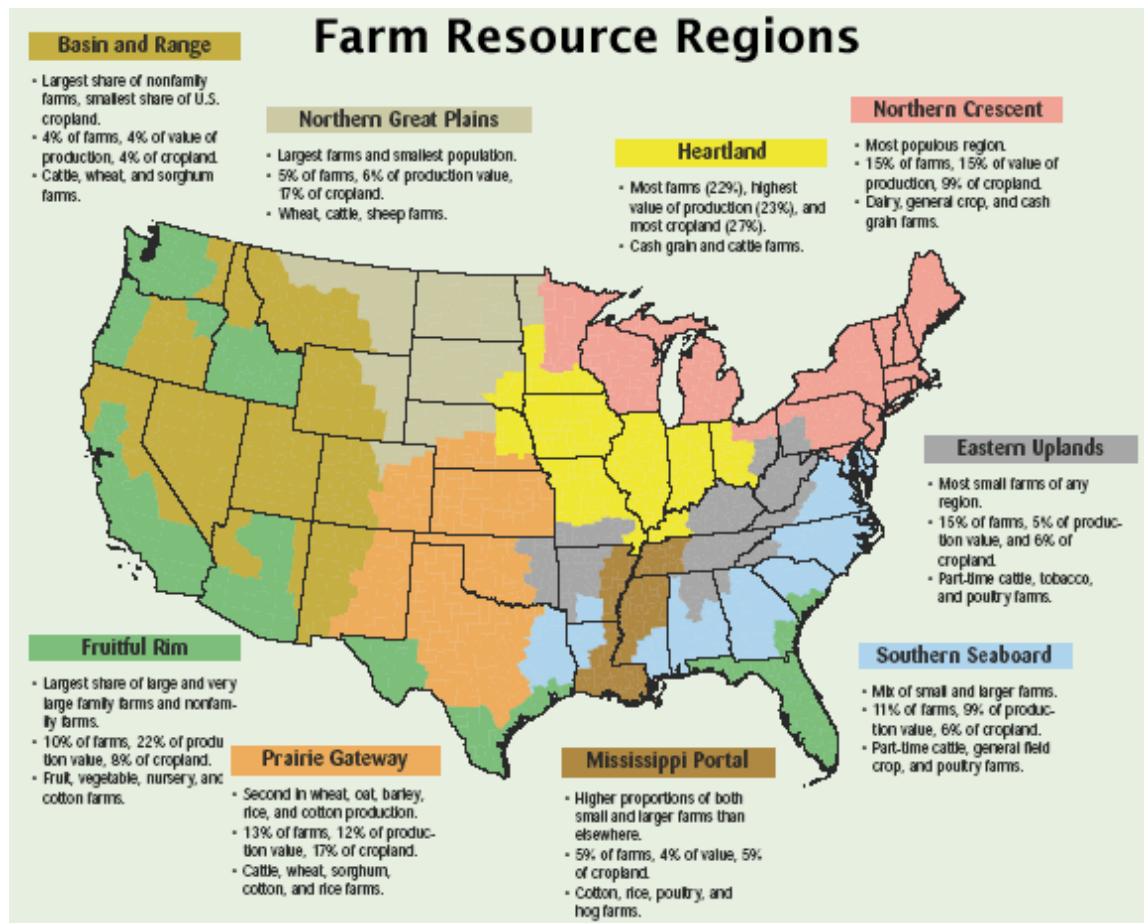 Farm Resource Regions
Basin and Range
• Largest share of nonfamily
farms, smallest share of U.S.
cropland.
• 4% of farms, 4% of value of
production, 4% of cropland.
• Cattle, wheat, and sorghum
farms.
Northern Great Plains
• Largest farms and smallest population.
• 5% of farms, 6% of production value,
17% of cropland.
• Wheat, cattle, sheep farms.
Heartland
• Most farms (22%), highest
value of production (23%), and
most cropland (27%).
• Cash grain and cattle farms.
Northern Crescent
• Most populous region.
• 15% of farms, 15% of value of
production, 9% of cropland.
• Dairy, general crop, and cash
grain farms.
Eastern Uplands
• Most small farms of any
region.
• 15% of farms, 5% of produc-
tion value, and 6% of
cropland.
• Part-time cattle, tobacco,
and poultry farms.
Fruitful Rim
• Largest share of large and very
large family farms and nonfam-
ily farms.
• 10% of farms, 22% of produ
tion value, 8% of cropland.
• Fruit, vegetable, nursery, and
cotton farms.
Prairie Gateway
• Second in wheat, oat, barley,
rice, and cotton production.
• 13% of farms, 12% of produc-
tion value, 17% of cropland.
• Cattle, wheat, sorghum,
cotton, and rice farms.
Mississippi Portal
• Higher proportions of both
small and larger farms than
elsewhere.
• 5% of farms, 4% of value, 5%
of cropland.
• Cotton, rice, poultry, and
hog farms.
Southern Seaboard
• Mix of small and larger farms.
• 11% of farms, 9% of produc-
tion value, 6% of cropland.
• Part-time cattle, general field
crop, and poultry farms.